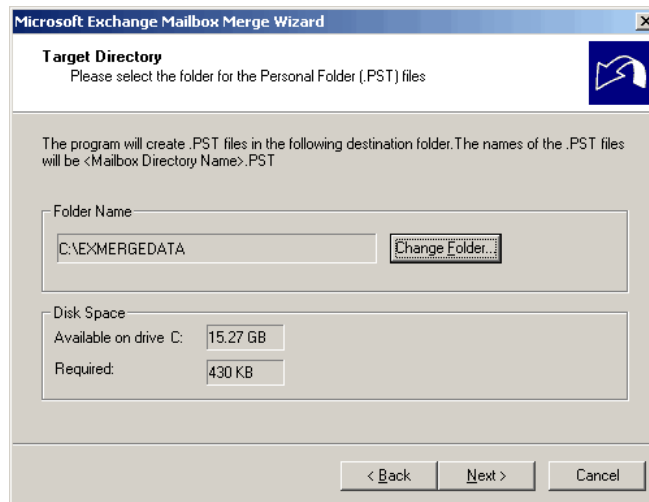 Microsoft Exchange Mailbox Merge Wizard
Target Directory
Please select the folder for the Personal Folder (.PST) files
The program will create .PST files in the following destination folder.The names of the .PST files
will be <Mailbox Directory Name>.PST
Folder Name
C:\EXMERGEDATA
Change Folder...
Disk Space
Available on drive C:
15.27 GB
Required:
430 KB
< Back
Next >
Cancel